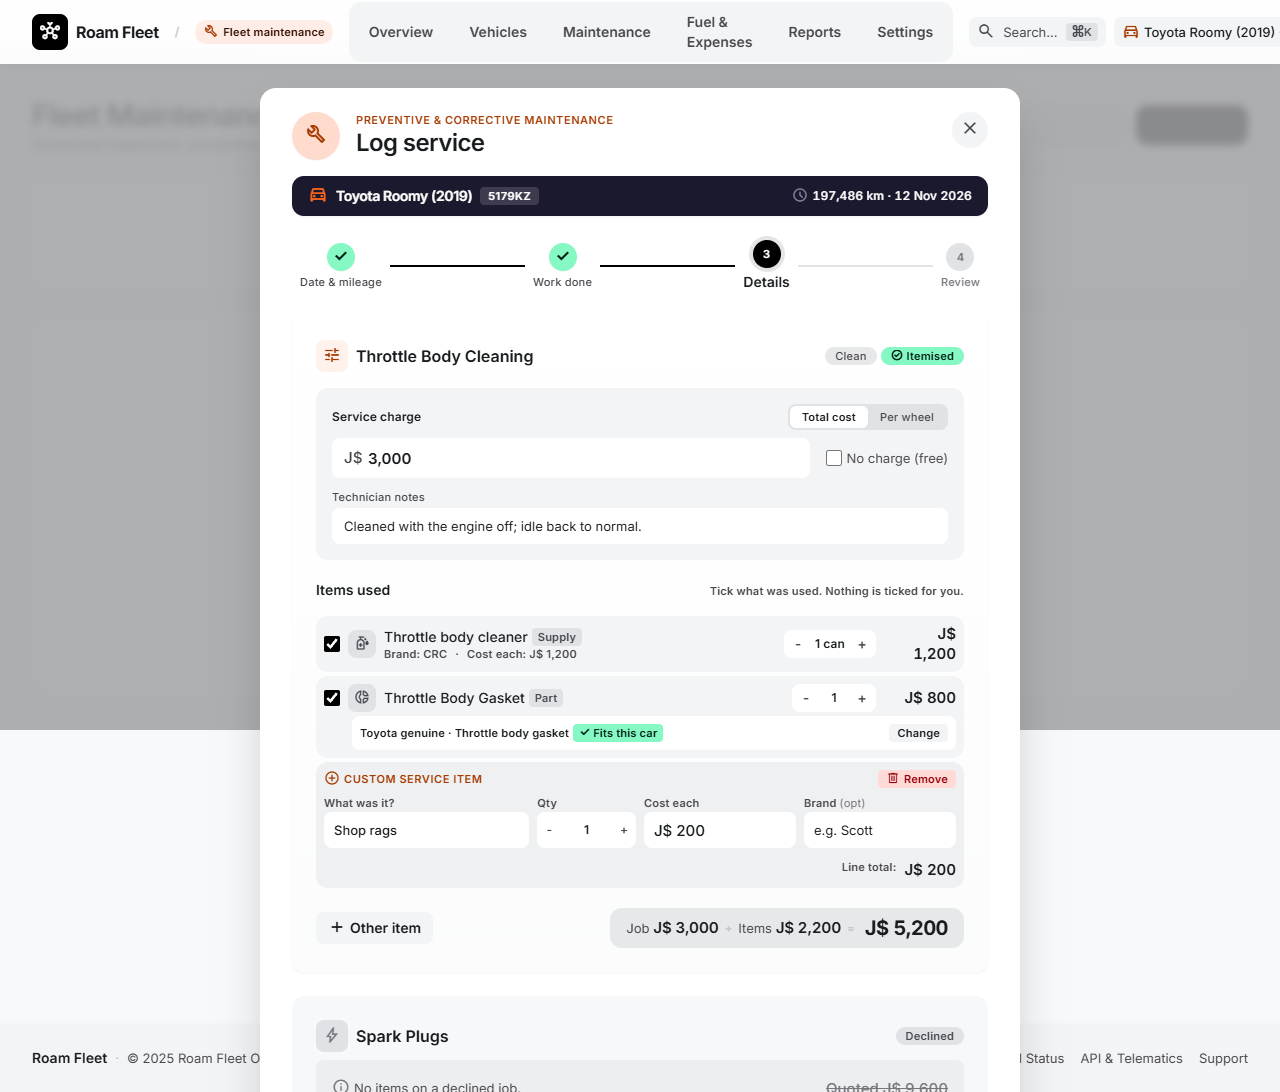 Roam Fleet / Fleet maintenance Overview Vehicles Maintenance Fuel & Expenses Reports Settings Search... ⌘K Toyota Roomy (2019)
Fleet Maintenance
PREVENTIVE & CORRECTIVE MAINTENANCE
Log service
Toyota Roomy (2019) 5179KZ 197,486 km · 12 Nov 2026
3 4
Date & mileage Work done Details Review
Throttle Body Cleaning Clean Itemised
Service charge Total cost Per wheel
J$ 3,000 No charge (free)
Technician notes
Cleaned with the engine off; idle back to normal.
Items used Tick what was used. Nothing is ticked for you.
Throttle body cleaner Supply - 1 can + J$ 1,200
Brand: CRC · Cost each: J$ 1,200
Throttle Body Gasket Part - 1 + J$ 800
Toyota genuine · Throttle body gasket Fits this car Change
CUSTOM SERVICE ITEM Remove
What was it? Qty Cost each Brand (opt)
Shop rags - 1 + J$ 200 e.g. Scott
Line total: J$ 200
+ Other item Job J$ 3,000 + Items J$ 2,200 = J$ 5,200
Spark Plugs Declined
No items on a declined job. Quoted J$ 9,600
Roam Fleet · © 2025 Roam Fleet Status API & Telematics Support